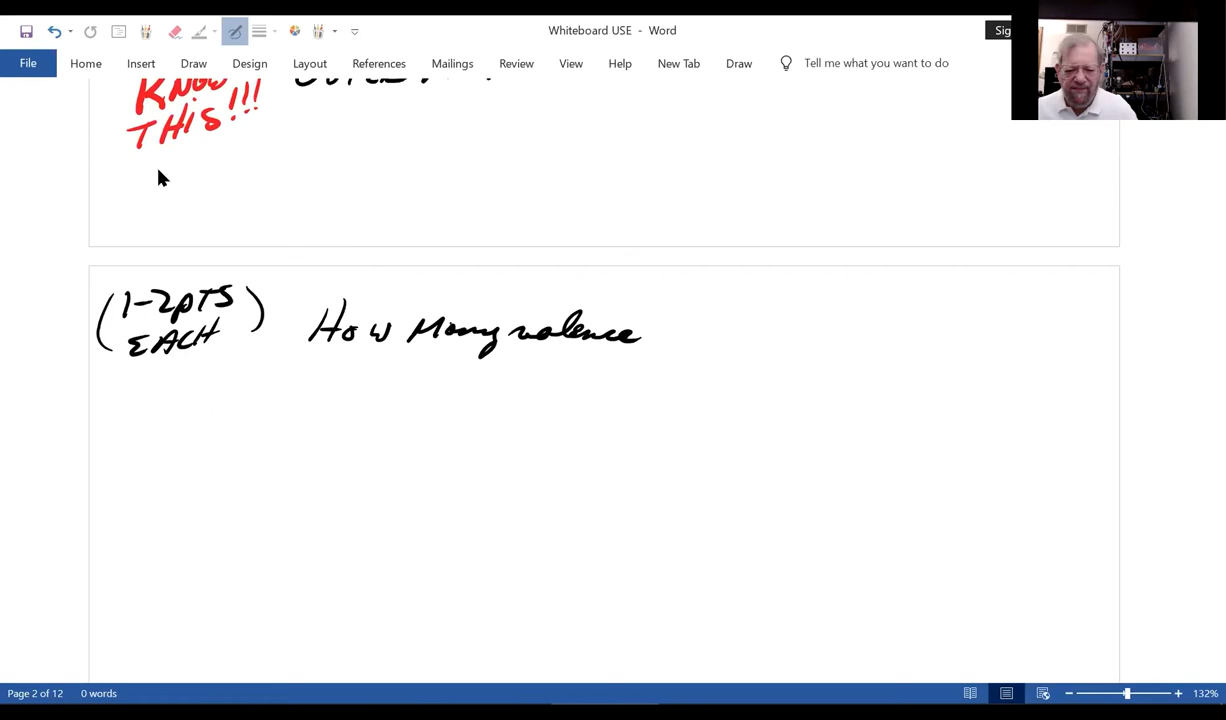 Whiteboard USE - Word
Sig
File Home Insert Draw Design Layout References Mailings Review View Help New Tab Draw Tell me what you want to do
KNOW
THIS!!!
(1-2pTS
EACH)
How Many valence
Page 2 of 12 0 words 132%